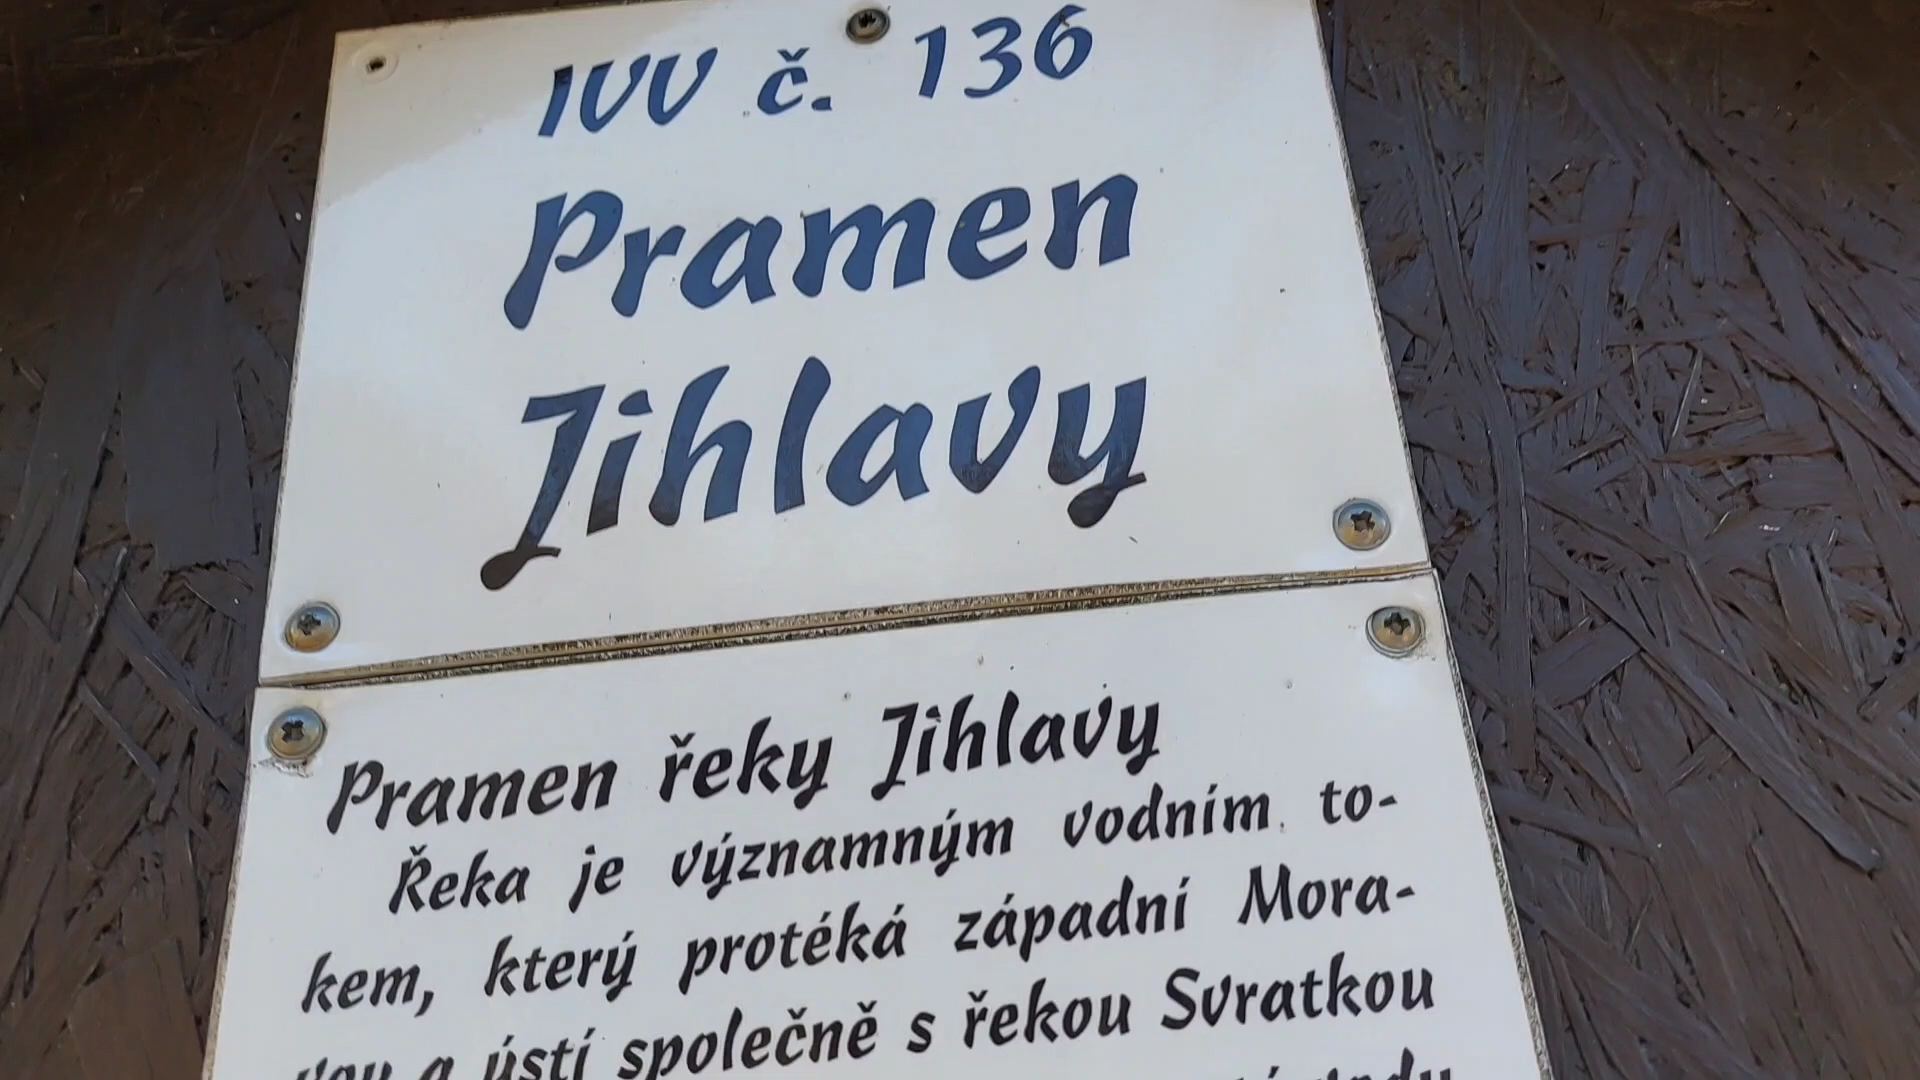 IVV č. 136
Pramen
Jihlavy
Pramen řeky Jihlavy
Řeka je významným vodním to-
kem, který protéká západní Mora-
vou a ústí společně s řekou Svratkou
vody